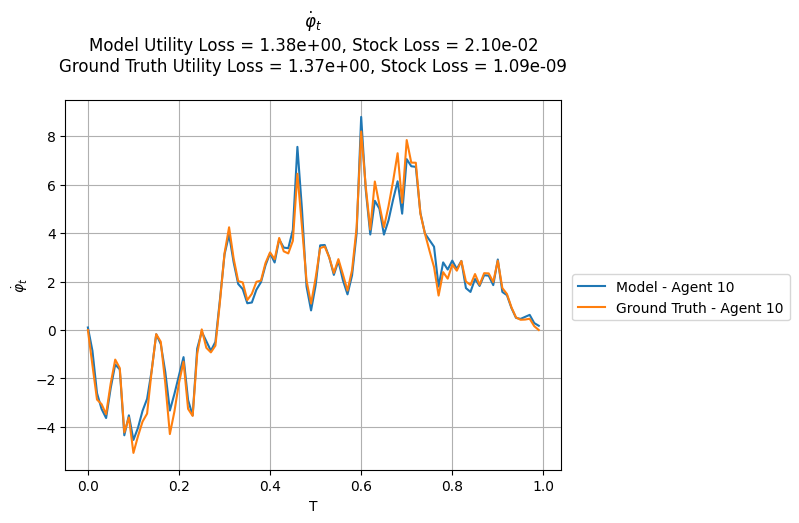 φ̇ₜ
Model Utility Loss = 1.38e+00, Stock Loss = 2.10e-02
Ground Truth Utility Loss = 1.37e+00, Stock Loss = 1.09e-09
φ̇ₜ
8
6
4
2
0
−2
−4
0.0
0.2
0.4
0.6
0.8
1.0
T
Model - Agent 10
Ground Truth - Agent 10